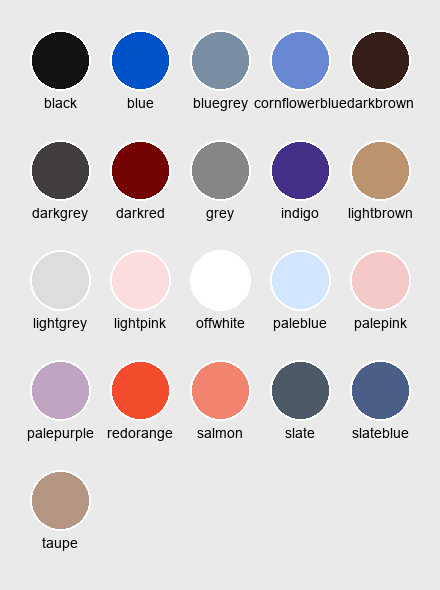 black blue bluegrey cornflowerblue darkbrown
darkgrey darkred grey indigo lightbrown
lightgrey lightpink offwhite paleblue palepink
palepurple redorange salmon slate slateblue
taupe